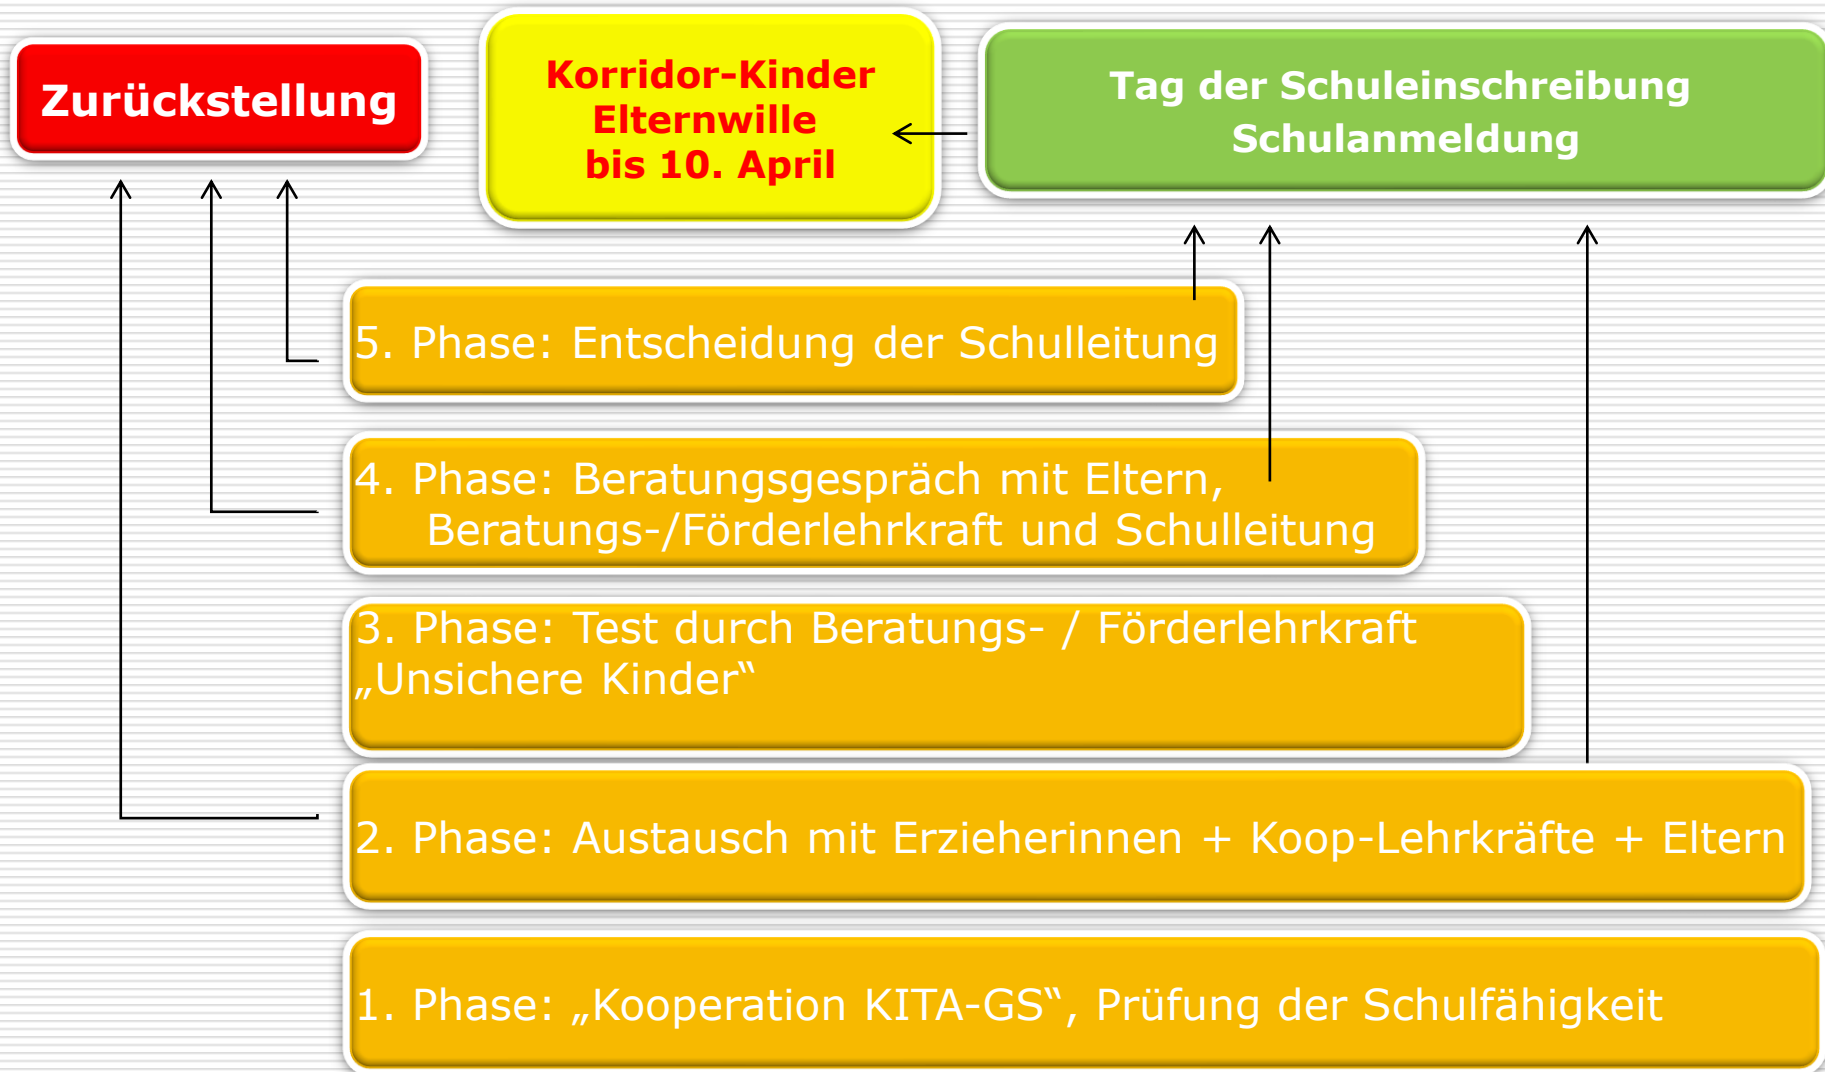 Zurückstellung
Korridor-Kinder
Elternwille
bis 10. April
Tag der Schuleinschreibung
Schulanmeldung
5. Phase: Entscheidung der Schulleitung
4. Phase: Beratungsgespräch mit Eltern,
Beratungs-/Förderlehrkraft und Schulleitung
3. Phase: Test durch Beratungs- / Förderlehrkraft
„Unsichere Kinder“
2. Phase: Austausch mit Erzieherinnen + Koop-Lehrkräfte + Eltern
1. Phase: „Kooperation KITA-GS“, Prüfung der Schulfähigkeit